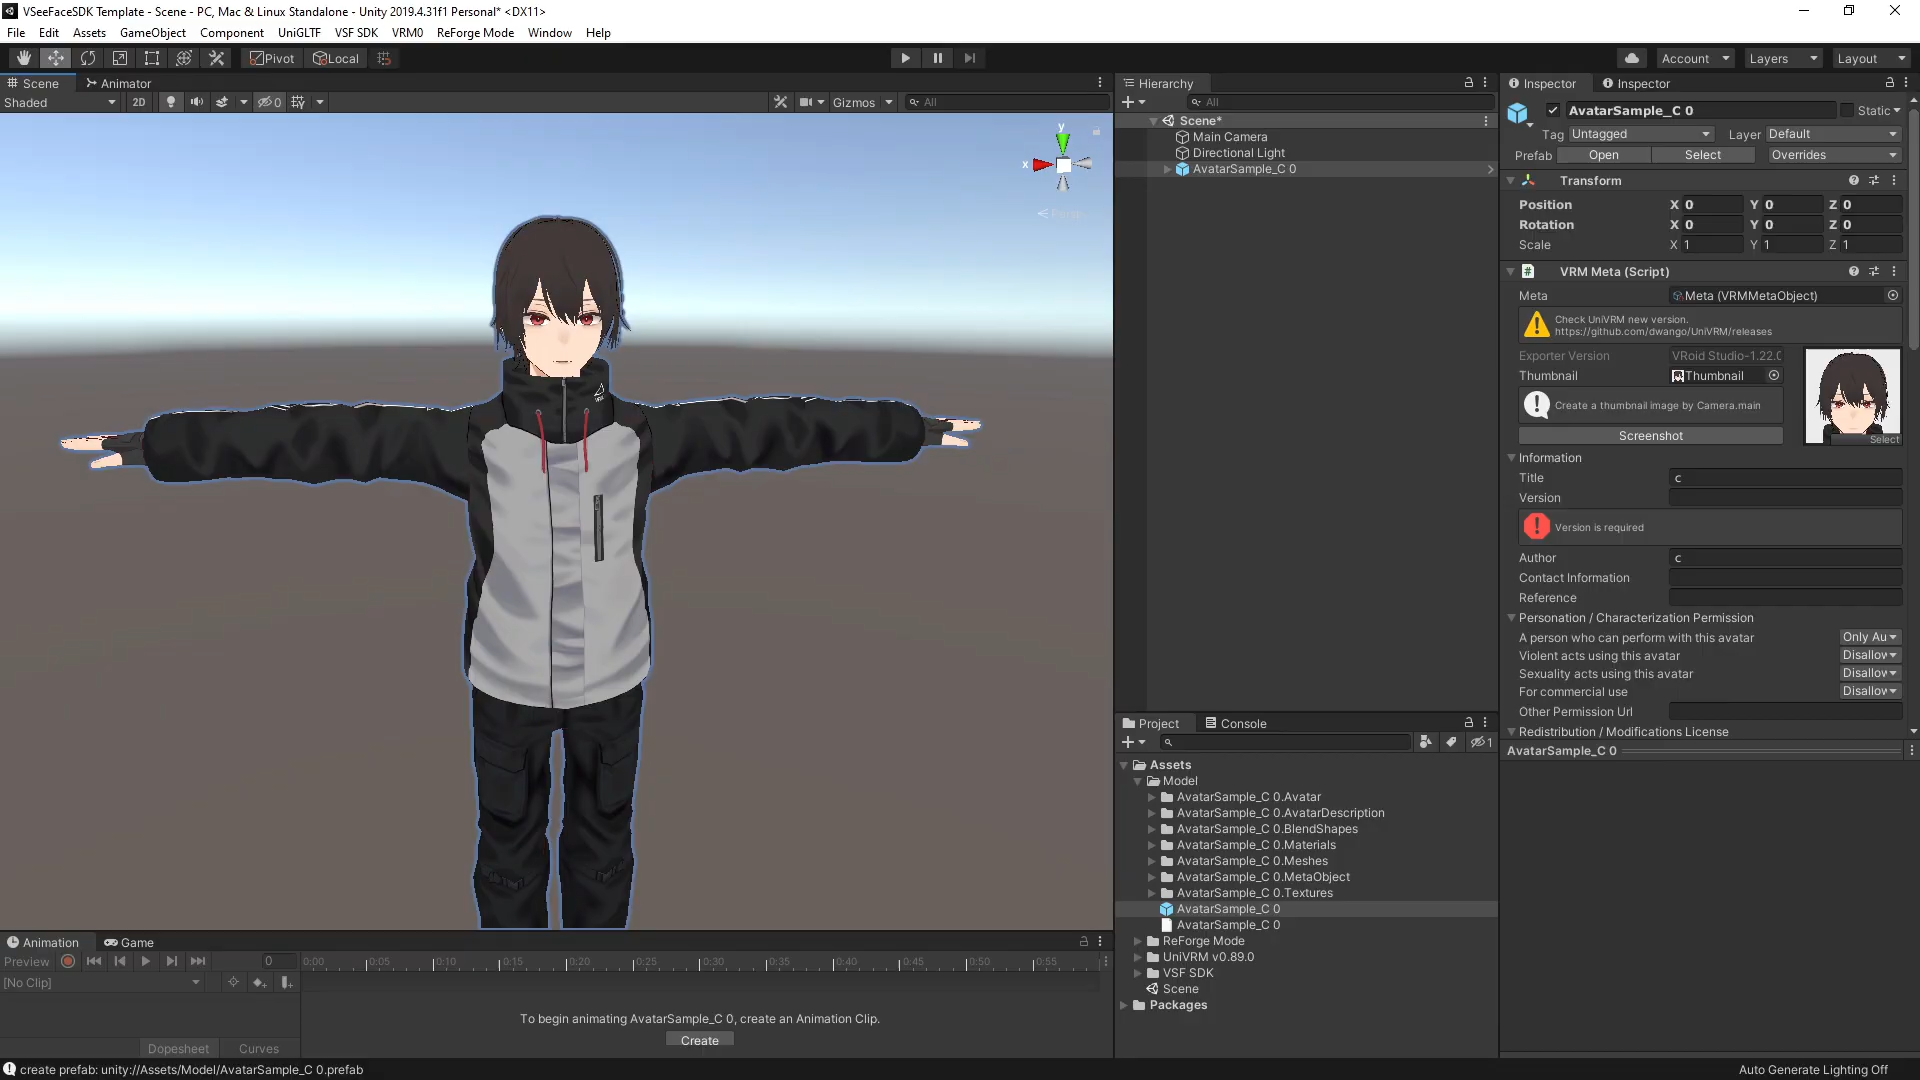 VSeeFaceSDK Template - Scene - PC, Mac & Linux Standalone - Unity 2019.4.31f1 Personal* <DX11>
File Edit Assets GameObject Component UniGLTF VSF SDK VRM0 ReForge Mode Window Help
Pivot Local Account Layers Layout
Scene Animator
Shaded 2D 0 Gizmos All
y
x
Persp
Hierarchy
All
Scene*
Main Camera
Directional Light
AvatarSample_C 0
Inspector Inspector
AvatarSample_C 0 Static
Tag Untagged Layer Default
Prefab Open Select Overrides
Transform
Position X 0 Y 0 Z 0
Rotation X 0 Y 0 Z 0
Scale X 1 Y 1 Z 1
VRM Meta (Script)
Meta Meta (VRMMetaObject)
Check UniVRM new version.
https://github.com/dwango/UniVRM/releases
Exporter Version VRoid Studio-1.22.0
Thumbnail Thumbnail
Create a thumbnail image by Camera.main
Select
Screenshot
Information
Title c
Version
Version is required
Author c
Contact Information
Reference
Personation / Characterization Permission
A person who can perform with this avatar Only Au
Violent acts using this avatar Disallow
Sexuality acts using this avatar Disallow
For commercial use Disallow
Other Permission Url
Redistribution / Modifications License
AvatarSample_C 0
Project Console
1
Assets
Model
AvatarSample_C 0.Avatar
AvatarSample_C 0.AvatarDescription
AvatarSample_C 0.BlendShapes
AvatarSample_C 0.Materials
AvatarSample_C 0.Meshes
AvatarSample_C 0.MetaObject
AvatarSample_C 0.Textures
AvatarSample_C 0
AvatarSample_C 0
ReForge Mode
UniVRM v0.89.0
VSF SDK
Scene
Packages
Animation Game
Preview 0 0:00 0:05 0:10 0:15 0:20 0:25 0:30 0:35 0:40 0:45 0:50 0:55
[No Clip]
To begin animating AvatarSample_C 0, create an Animation Clip.
Create
Dopesheet Curves
create prefab: unity://Assets/Model/AvatarSample_C 0.prefab
Auto Generate Lighting Off